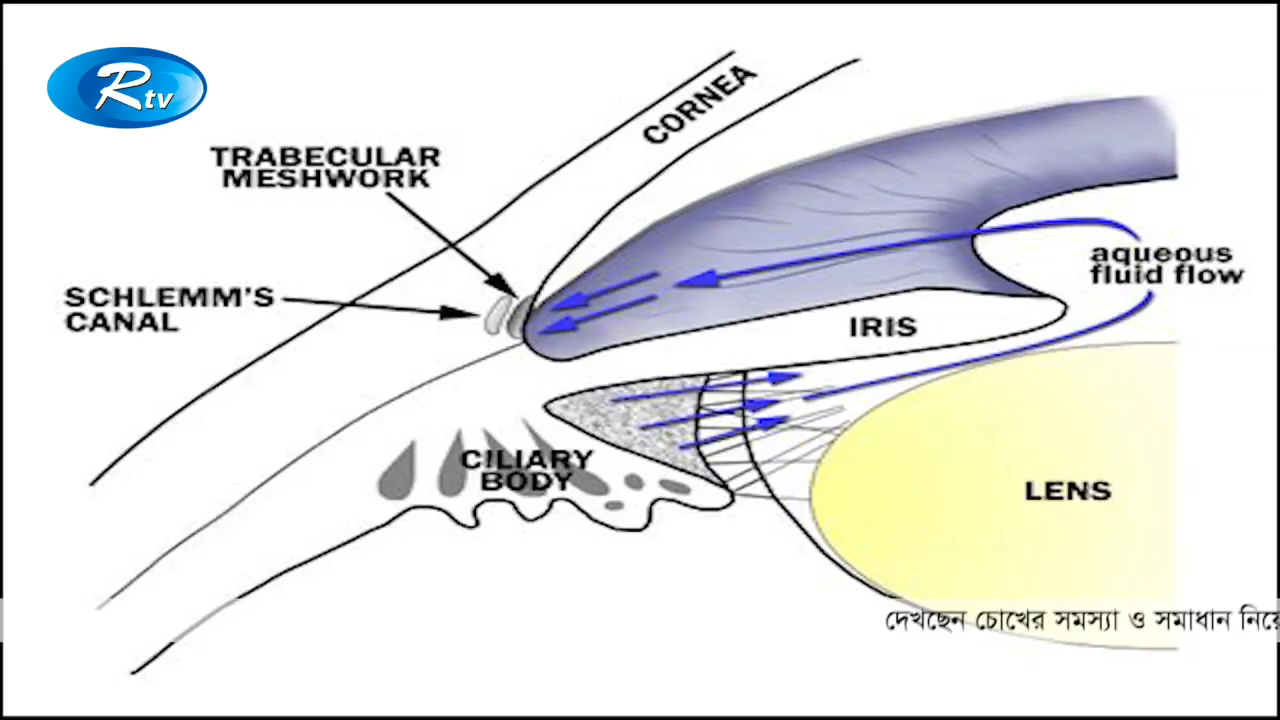 Rtv
CORNEA
TRABECULAR
MESHWORK
SCHLEMM'S
CANAL
aqueous
fluid flow
IRIS
CILIARY
BODY
LENS
দেখছেন চোখের সমস্যা ও সমাধান নিয়ে